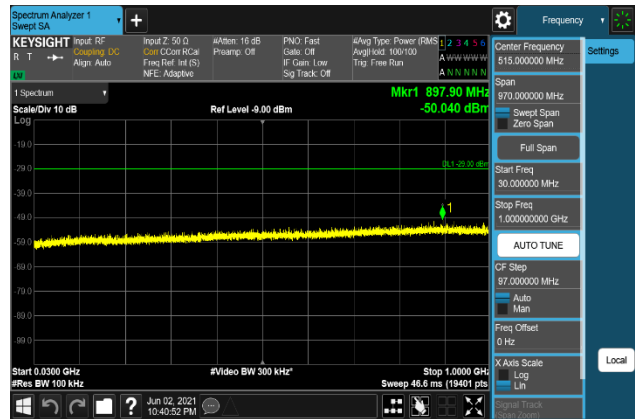 Spectrum Analyzer 1
Swept SA
Frequency
KEYSIGHT
R T
LW
Input: RF
Coupling: DC
Align: Auto
Input Z: 50 Ω
Corr CCorr RCal
Freq Ref: Int (S)
NFE: Adaptive
#Atten: 16 dB
Preamp: Off
PNO: Fast
Gate: Off
IF Gain: Low
Sig Track: Off
#Avg Type: Power (RMS
Avg|Hold: 100/100
Trig: Free Run
1 2 3 4 5 6
A W W W W W
A N N N N N
1 Spectrum
Scale/Div 10 dB
Log
Ref Level -9.00 dBm
Mkr1 897.90 MHz
-50.040 dBm
-19.0
-29.0
-39.0
-49.0
-59.0
-69.0
-79.0
-89.0
-99.0
DL1 -29.00 dBm
1
Start 0.0300 GHz
#Res BW 100 kHz
#Video BW 300 kHz*
Stop 1.0000 GHz
Sweep 46.6 ms (19401 pts
Center Frequency
515.000000 MHz
Span
970.000000 MHz
Swept Span
Zero Span
Full Span
Start Freq
30.000000 MHz
Stop Freq
1.000000000 GHz
AUTO TUNE
CF Step
97.000000 MHz
Auto
Man
Freq Offset
0 Hz
X Axis Scale
Log
Lin
Signal Track
(Span Zoom)
Settings
Local
?
Jun 02, 2021
10:40:52 PM